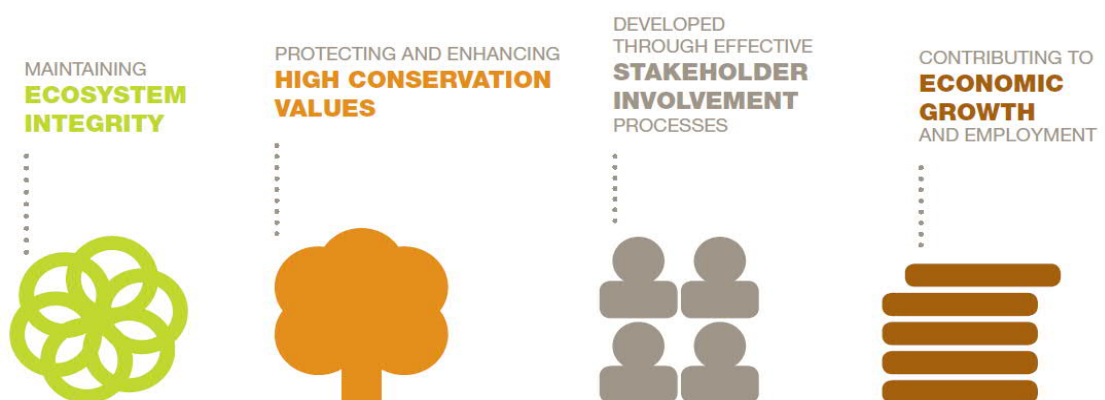 MAINTAINING
ECOSYSTEM
INTEGRITY
PROTECTING AND ENHANCING
HIGH CONSERVATION
VALUES
DEVELOPED
THROUGH EFFECTIVE
STAKEHOLDER
INVOLVEMENT
PROCESSES
CONTRIBUTING TO
ECONOMIC
GROWTH
AND EMPLOYMENT